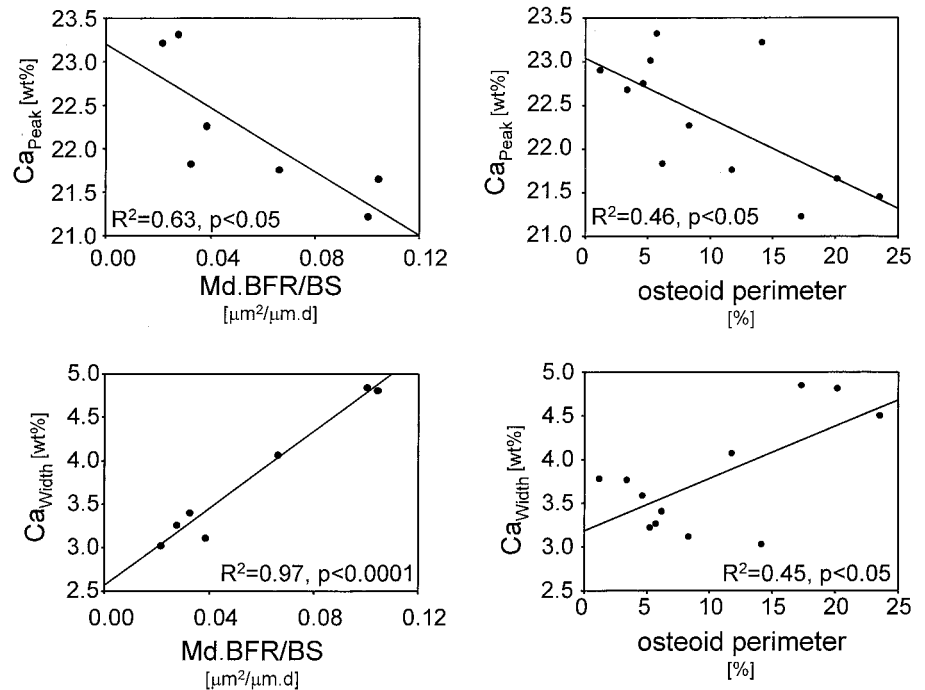 23.5
23.0
22.5
22.0
21.5
21.0
Ca_Peak [wt%]
R²=0.63, p<0.05
0.00 0.04 0.08 0.12
Md.BFR/BS
[µm²/µm.d]
23.5
23.0
22.5
22.0
21.5
21.0
Ca_Peak [wt%]
R²=0.46, p<0.05
0 5 10 15 20 25
osteoid perimeter
[%]
5.0
4.5
4.0
3.5
3.0
2.5
Ca_Width [wt%]
R²=0.97, p<0.0001
0.00 0.04 0.08 0.12
Md.BFR/BS
[µm²/µm.d]
5.0
4.5
4.0
3.5
3.0
2.5
Ca_Width [wt%]
R²=0.45, p<0.05
0 5 10 15 20 25
osteoid perimeter
[%]